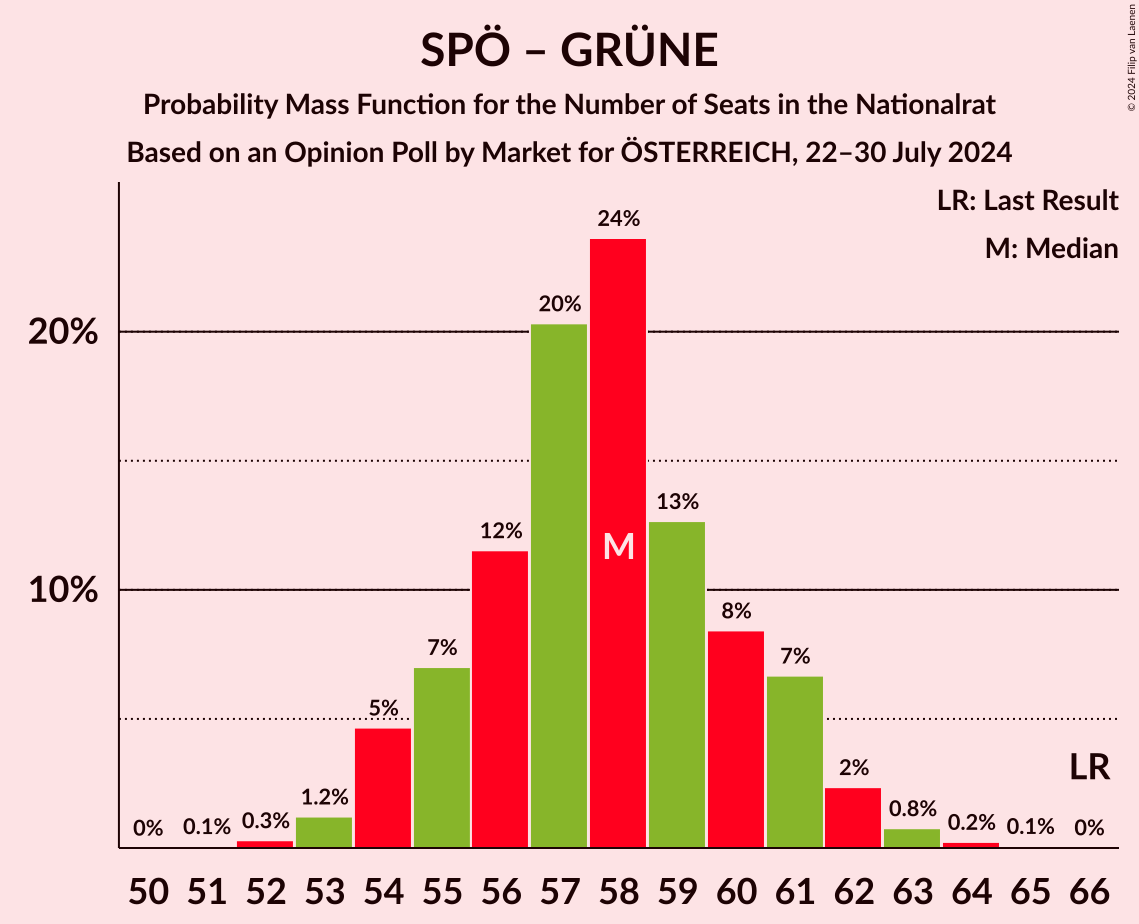 SPÖ – GRÜNE
Probability Mass Function for the Number of Seats in the Nationalrat
Based on an Opinion Poll by Market for ÖSTERREICH, 22–30 July 2024
© 2024 Filip van Laenen
LR: Last Result
M: Median
24%
20%
20%
13%
12%
M
10%
8%
7%
7%
5%
LR
2%
1.2%
0.8%
0% 0.1% 0.3% 0.2% 0.1% 0%
50 51 52 53 54 55 56 57 58 59 60 61 62 63 64 65 66